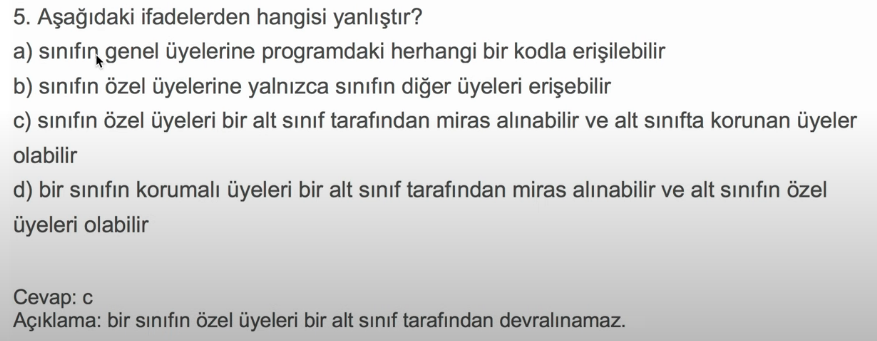 5. Aşağıdaki ifadelerden hangisi yanlıştır?
a) sınıfın genel üyelerine programdaki herhangi bir kodla erişilebilir
b) sınıfın özel üyelerine yalnızca sınıfın diğer üyeleri erişebilir
c) sınıfın özel üyeleri bir alt sınıf tarafından miras alınabilir ve alt sınıfta korunan üyeler
olabilir
d) bir sınıfın korumalı üyeleri bir alt sınıf tarafından miras alınabilir ve alt sınıfın özel
üyeleri olabilir
Cevap: c
Açıklama: bir sınıfın özel üyeleri bir alt sınıf tarafından devralınamaz.